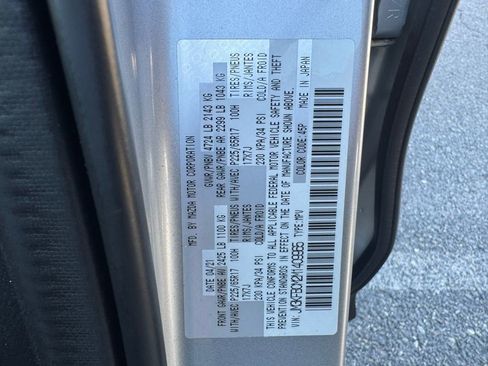 MFD. BY MAZDA MOTOR CORPORATION
DATE: 04/21 GVWR/PNBV 4724 LB 2143 KG
FRONT GAWR/PNBE AV 2425 LB 1100 KG REAR GAWR/PNBE AR 2299 LB 1043 KG
WITH/AVEC P225/65R17 100H TIRES/PNEUS WITH/AVEC P225/65R17 100H TIRES/PNEUS
17X7J RIMS/JANTES 17X7J RIMS/JANTES
230 KPA/34 PSI COLD/A FROID 230 KPA/34 PSI COLD/A FROID
THIS VEHICLE CONFORMS TO ALL APPLICABLE FEDERAL MOTOR VEHICLE SAFETY AND THEFT
PREVENTION STANDARDS IN EFFECT ON THE DATE OF MANUFACTURE SHOWN ABOVE.
VIN: TYPE: MPV MADE IN JAPAN
COLOR CODE: 45P